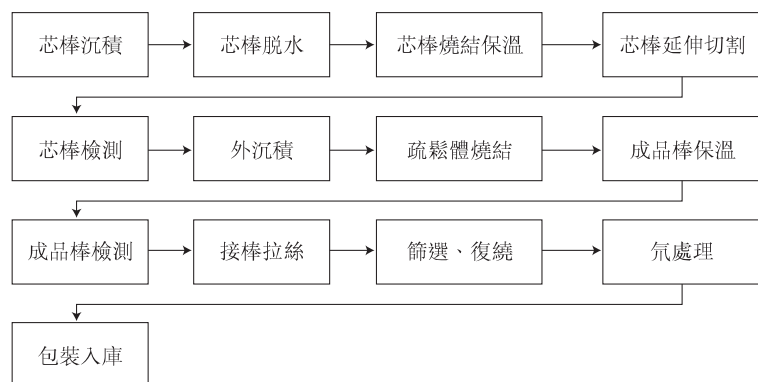 芯棒沉積
芯棒脱水
芯棒燒結保溫
芯棒延伸切割
芯棒檢測
外沉積
疏鬆體燒結
成品棒保溫
成品棒檢測
接棒拉絲
篩選、復繞
氘處理
包裝入庫